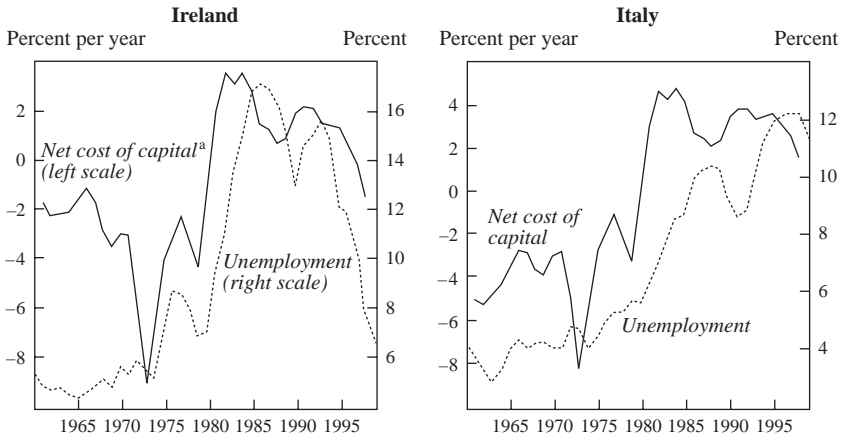 Ireland
Percent per year Percent
2
0
–2
–4
–6
–8
16
14
12
10
8
6
Net cost of capitalª
(left scale)
Unemployment
(right scale)
1965 1970 1975 1980 1985 1990 1995
Italy
Percent per year Percent
4
2
0
–2
–4
–6
–8
12
10
8
6
4
Net cost of
capital
Unemployment
1965 1970 1975 1980 1985 1990 1995